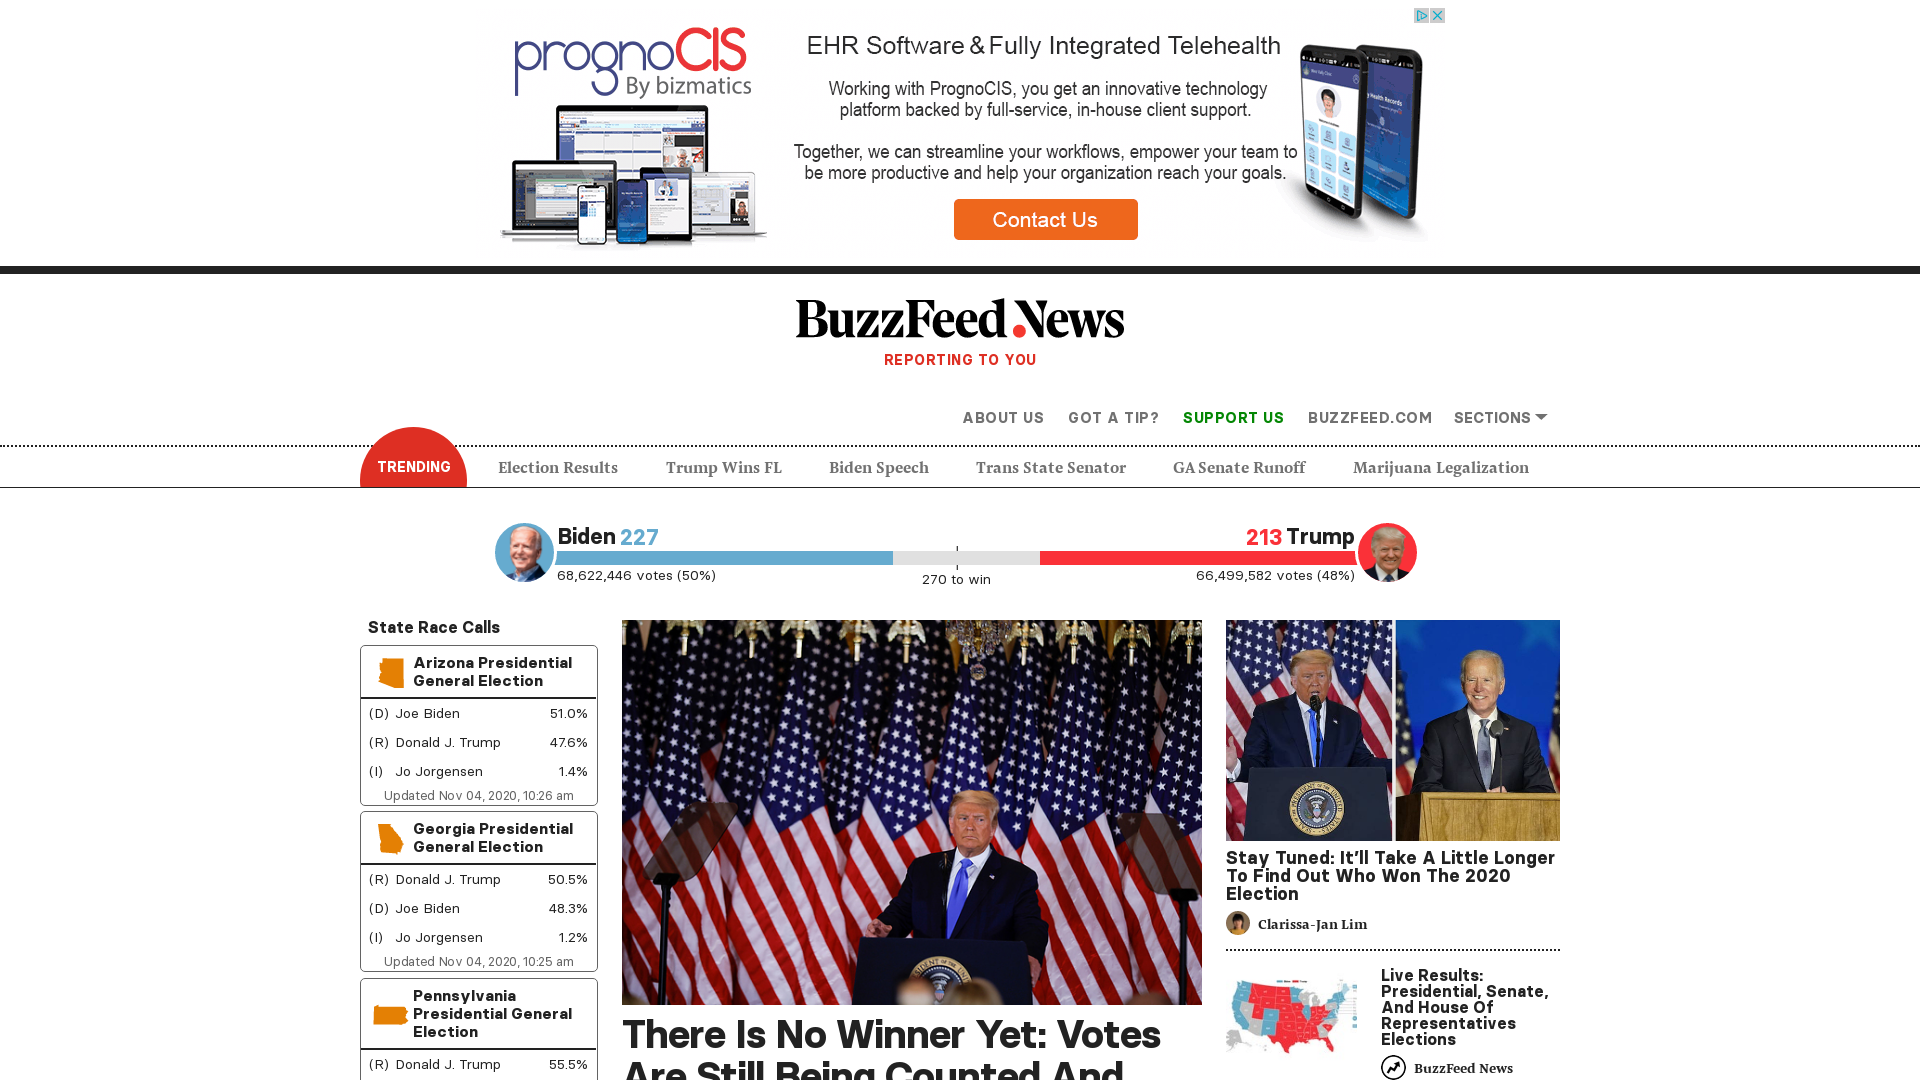 prognoCIS
By bizmatics
EHR Software & Fully Integrated Telehealth
Working with PrognoCIS, you get an innovative technology
platform backed by full-service, in-house client support.
Together, we can streamline your workflows, empower your team to
be more productive and help your organization reach your goals.
Contact Us
BuzzFeed News
REPORTING TO YOU
ABOUT US GOT A TIP? SUPPORT US BUZZFEED.COM SECTIONS
TRENDING Election Results Trump Wins FL Biden Speech Trans State Senator GA Senate Runoff Marijuana Legalization
Biden 227 213 Trump
68,622,446 votes (50%) 270 to win 66,499,582 votes (48%)
State Race Calls
Arizona Presidential
General Election
(D) Joe Biden 51.0%
(R) Donald J. Trump 47.6%
(I) Jo Jorgensen 1.4%
Updated Nov 04, 2020, 10:26 am
Georgia Presidential
General Election
(R) Donald J. Trump 50.5%
(D) Joe Biden 48.3%
(I) Jo Jorgensen 1.2%
Updated Nov 04, 2020, 10:25 am
Pennsylvania
Presidential General
Election
(R) Donald J. Trump 55.5%
There Is No Winner Yet: Votes
Are Still Being Counted And
Stay Tuned: It’ll Take A Little Longer
To Find Out Who Won The 2020
Election
Clarissa-Jan Lim
Live Results:
Presidential, Senate,
And House Of
Representatives
Elections
BuzzFeed News